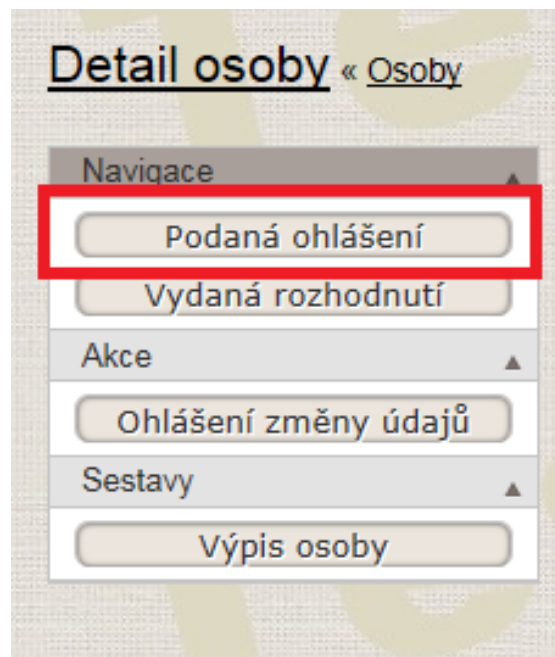 Detail osoby « Osoby
Navigace
Podaná ohlášení
Vydaná rozhodnutí
Akce
Ohlášení změny údajů
Sestavy
Výpis osoby